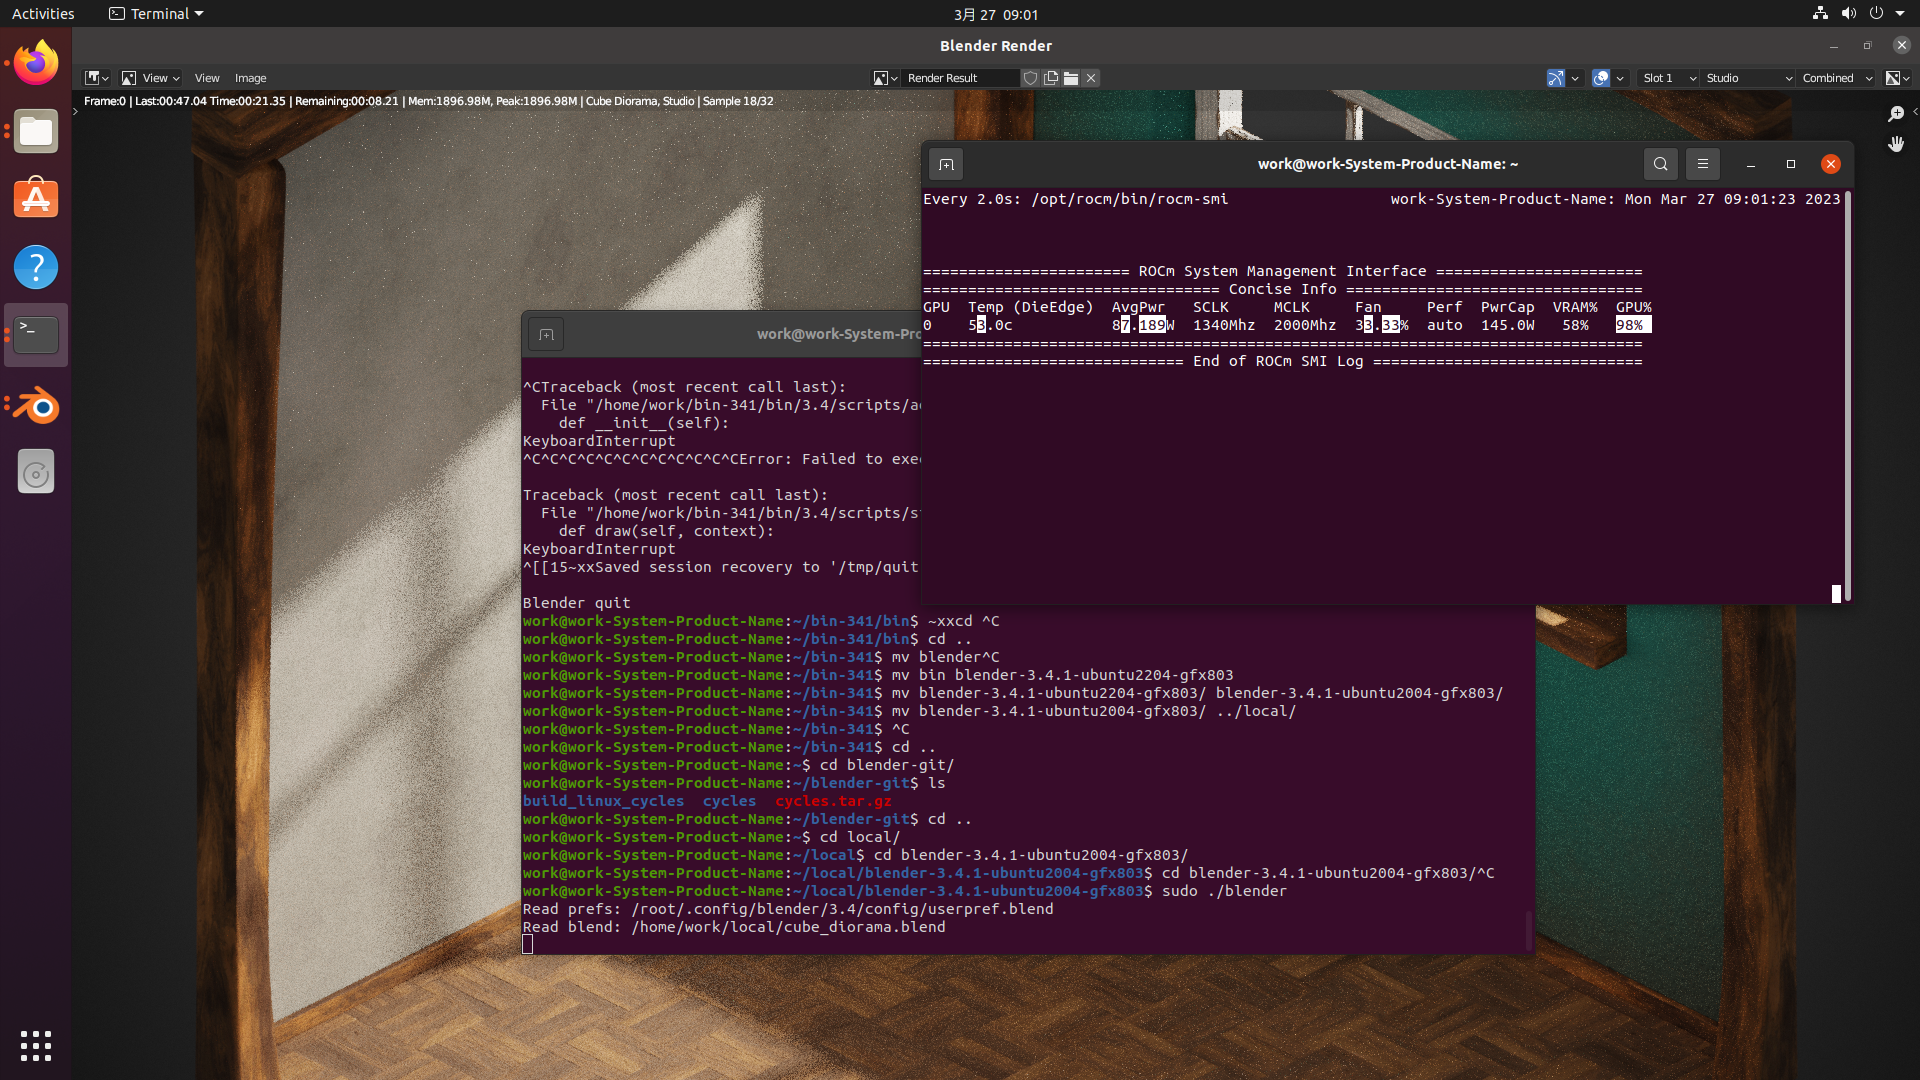 Activities
Terminal
3月 27 09:01
Blender Render
View
View
Image
Render Result
Slot 1
Studio
Combined
Frame:0 | Last:00:47.04 Time:00:21.35 | Remaining:00:08.21 | Mem:1896.98M, Peak:1896.98M | Cube Diorama, Studio | Sample 18/32
work@work-System-Product-Name: ~
Every 2.0s: /opt/rocm/bin/rocm-smi work-System-Product-Name: Mon Mar 27 09:01:23 2023
======================= ROCm System Management Interface =======================
================================= Concise Info =================================
GPU Temp (DieEdge) AvgPwr SCLK MCLK Fan Perf PwrCap VRAM% GPU%
0 53.0c 87.189W 1340Mhz 2000Mhz 33.33% auto 145.0W 58% 98%
================================================================================
============================= End of ROCm SMI Log ==============================
work@work-System-Pro
^CTraceback (most recent call last):
File "/home/work/bin-341/bin/3.4/scripts/a
def __init__(self):
KeyboardInterrupt
^C^C^C^C^C^C^C^C^C^C^C^CError: Failed to exe
Traceback (most recent call last):
File "/home/work/bin-341/bin/3.4/scripts/s
def draw(self, context):
KeyboardInterrupt
^[[15~xxSaved session recovery to '/tmp/quit
Blender quit
work@work-System-Product-Name:~/bin-341/bin$ ~xxcd ^C
work@work-System-Product-Name:~/bin-341/bin$ cd ..
work@work-System-Product-Name:~/bin-341$ mv blender^C
work@work-System-Product-Name:~/bin-341$ mv bin blender-3.4.1-ubuntu2204-gfx803
work@work-System-Product-Name:~/bin-341$ mv blender-3.4.1-ubuntu2204-gfx803/ blender-3.4.1-ubuntu2004-gfx803/
work@work-System-Product-Name:~/bin-341$ mv blender-3.4.1-ubuntu2004-gfx803/ ../local/
work@work-System-Product-Name:~/bin-341$ ^C
work@work-System-Product-Name:~/bin-341$ cd ..
work@work-System-Product-Name:~$ cd blender-git/
work@work-System-Product-Name:~/blender-git$ ls
build_linux_cycles cycles cycles.tar.gz
work@work-System-Product-Name:~/blender-git$ cd ..
work@work-System-Product-Name:~$ cd local/
work@work-System-Product-Name:~/local$ cd blender-3.4.1-ubuntu2004-gfx803/
work@work-System-Product-Name:~/local/blender-3.4.1-ubuntu2004-gfx803$ cd blender-3.4.1-ubuntu2004-gfx803/^C
work@work-System-Product-Name:~/local/blender-3.4.1-ubuntu2004-gfx803$ sudo ./blender
Read prefs: /root/.config/blender/3.4/config/userpref.blend
Read blend: /home/work/local/cube_diorama.blend